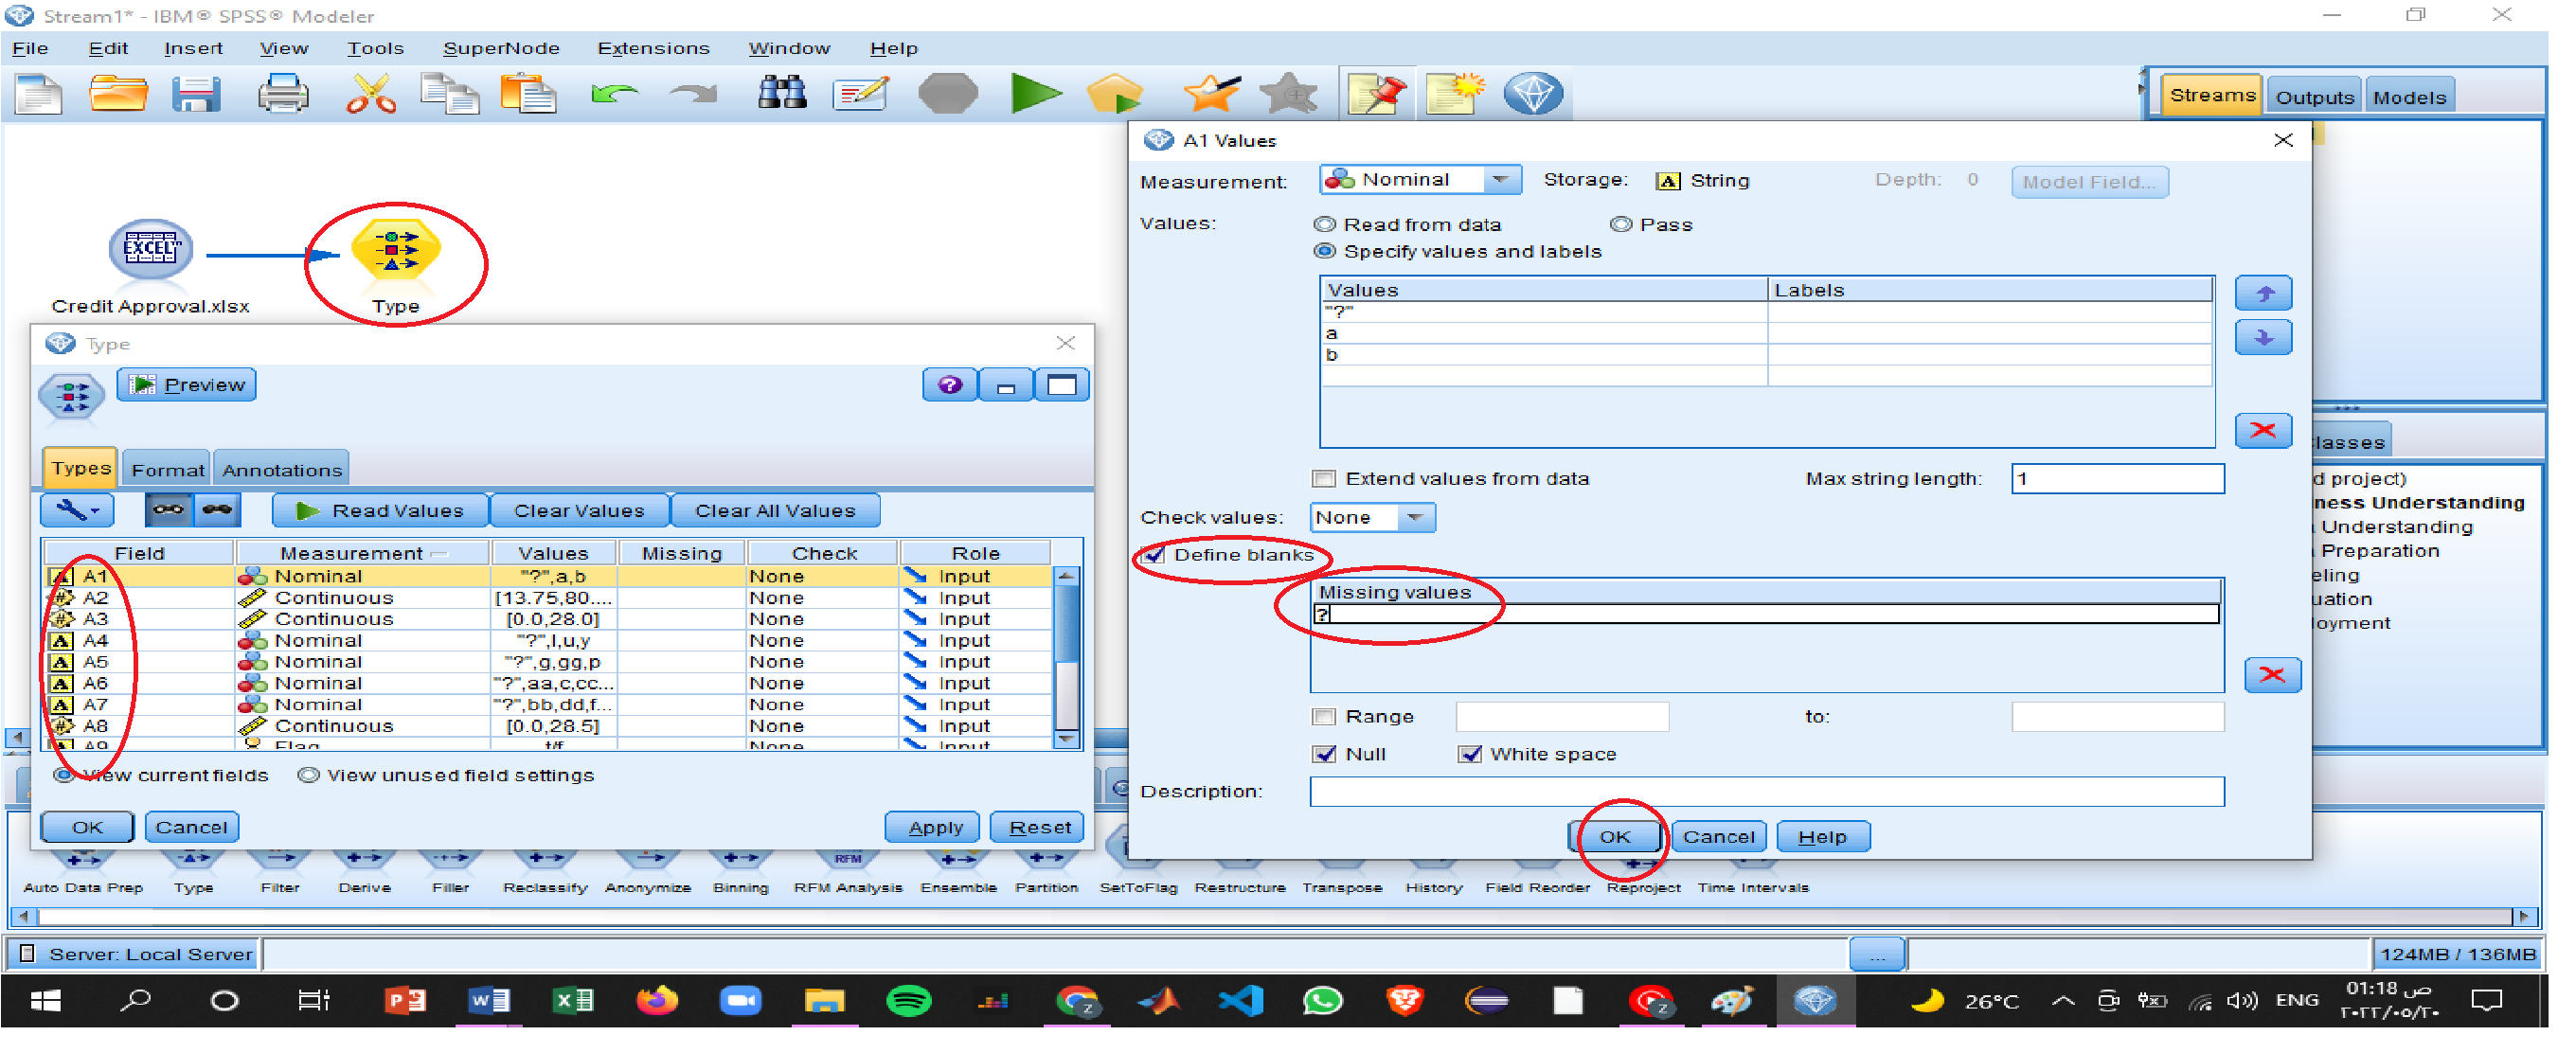 Stream1* - IBM® SPSS® Modeler
File Edit Insert View Tools SuperNode Extensions Window Help
Streams Outputs Models
EXCEL
Credit Approval.xlsx
Type
Type
Preview
Types Format Annotations
Read Values Clear Values Clear All Values
Field Measurement Values Missing Check Role
A1 Nominal "?",a,b None Input
A2 Continuous [13.75,80.... None Input
A3 Continuous [0.0,28.0] None Input
A4 Nominal "?",l,u,y None Input
A5 Nominal "?",g,gg,p None Input
A6 Nominal "?",aa,c,cc... None Input
A7 Nominal "?",bb,dd,f... None Input
A8 Continuous [0.0,28.5] None Input
A9 Flag t/f None Input
View current fields View unused field settings
OK Cancel Apply Reset
A1 Values
Measurement: Nominal Storage: A String Depth: 0 Model Field...
Values: Read from data Pass
Specify values and labels
Values Labels
"?"
a
b
Extend values from data Max string length: 1
Check values: None
Define blanks
Missing values
?
Range to:
Null White space
Description:
OK Cancel Help
lasses
d project)
ness Understanding
Understanding
Preparation
eling
uation
loyment
RFM
Auto Data Prep Type Filter Derive Filler Reclassify Anonymize Binning RFM Analysis Ensemble Partition SetToFlag Restructure Transpose History Field Reorder Reproject Time Intervals
Server: Local Server ... 124MB / 136MB
26°C ENG 01:18 ص
٢٠٢٢/٠٥/٢٠